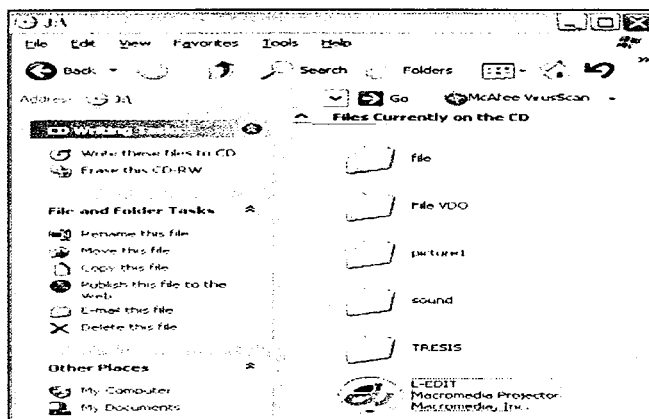 J:\
File Edit View Favorites Tools Help
Back Search Folders
Address J:\ Go McAfee VirusScan
CD Writing
Files Currently on the CD
Write these files to CD
Erase this CD-RW
File and Folder Tasks
Rename this file
Move this file
Copy this file
Publish this file to the
Web
E-mail this file
Delete this file
Other Places
My Computer
My Documents
file
File VDO
picture1
sound
TRESIS
L-EDIT
Macromedia Projector
Macromedia, Inc.